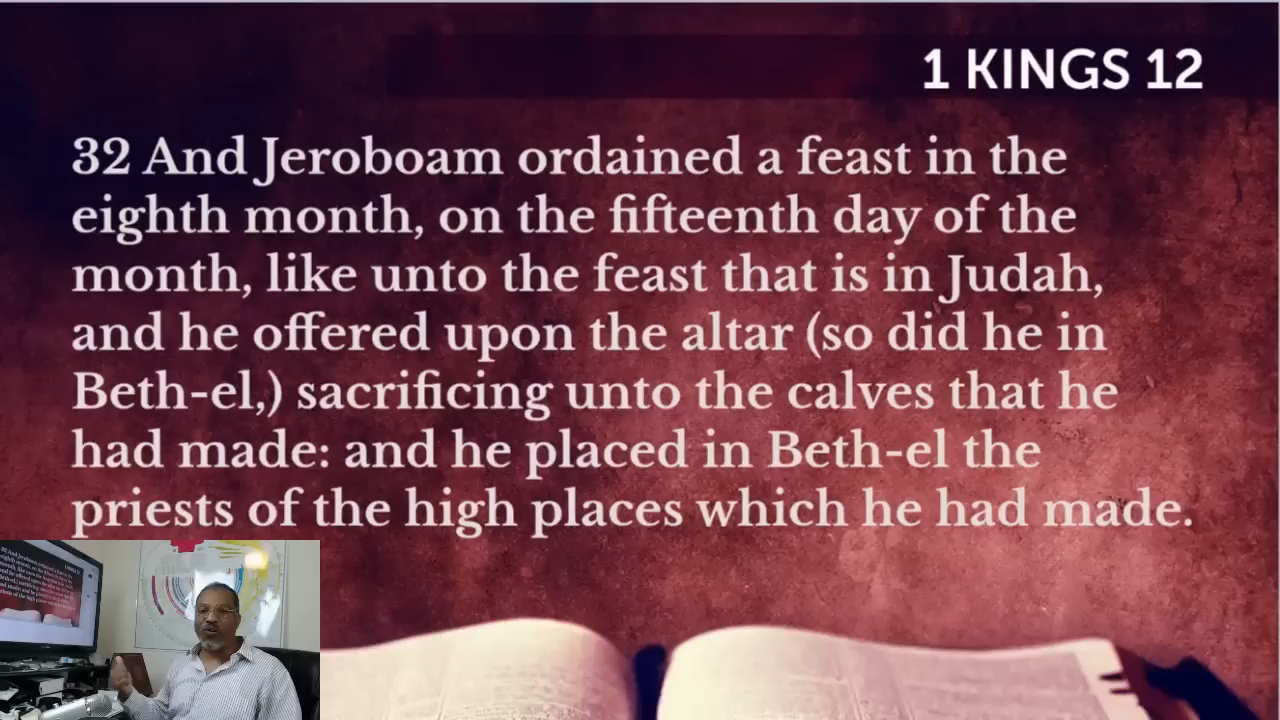 1 KINGS 12
32 And Jeroboam ordained a feast in the
eighth month, on the fifteenth day of the
month, like unto the feast that is in Judah,
and he offered upon the altar (so did he in
Beth-el,) sacrificing unto the calves that he
had made: and he placed in Beth-el the
priests of the high places which he had made.